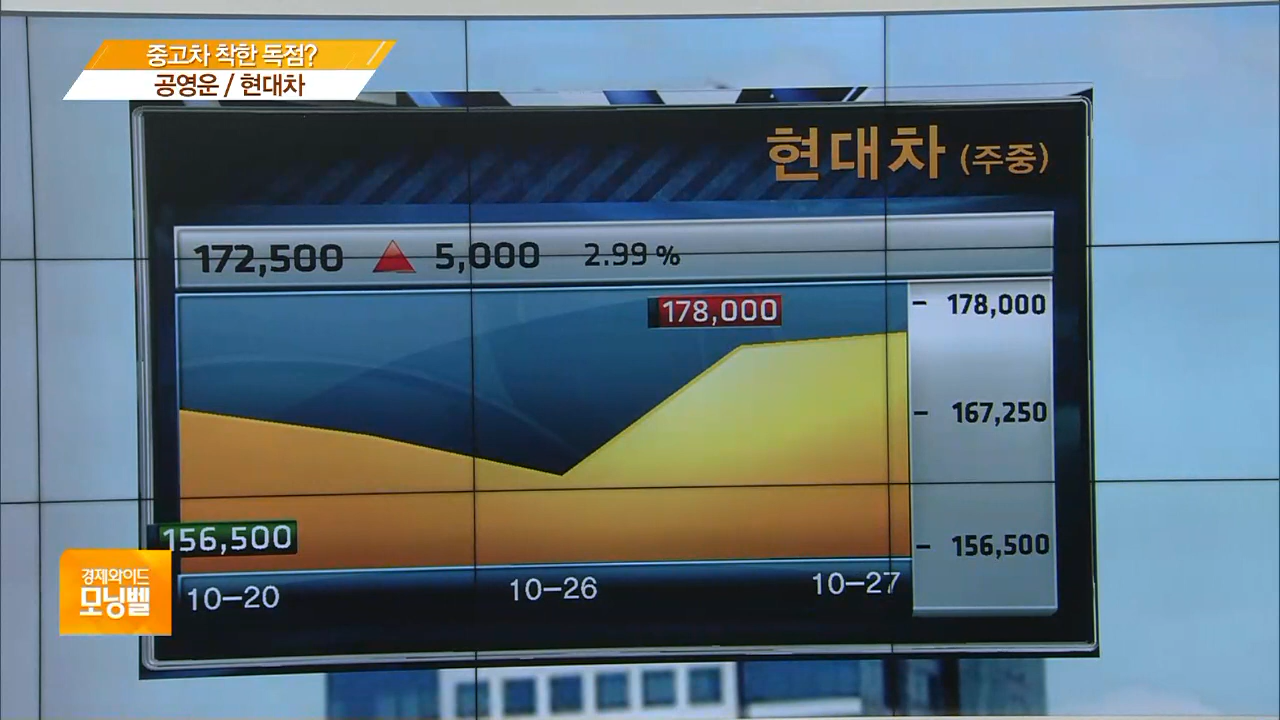 중고차 착한 독점?
공영운 / 현대차
현대차 (주중)
172,500 ▲ 5,000 2.99 %
178,000
178,000
167,250
156,500
156,500
10-20 10-26 10-27
경제와이드
모닝벨